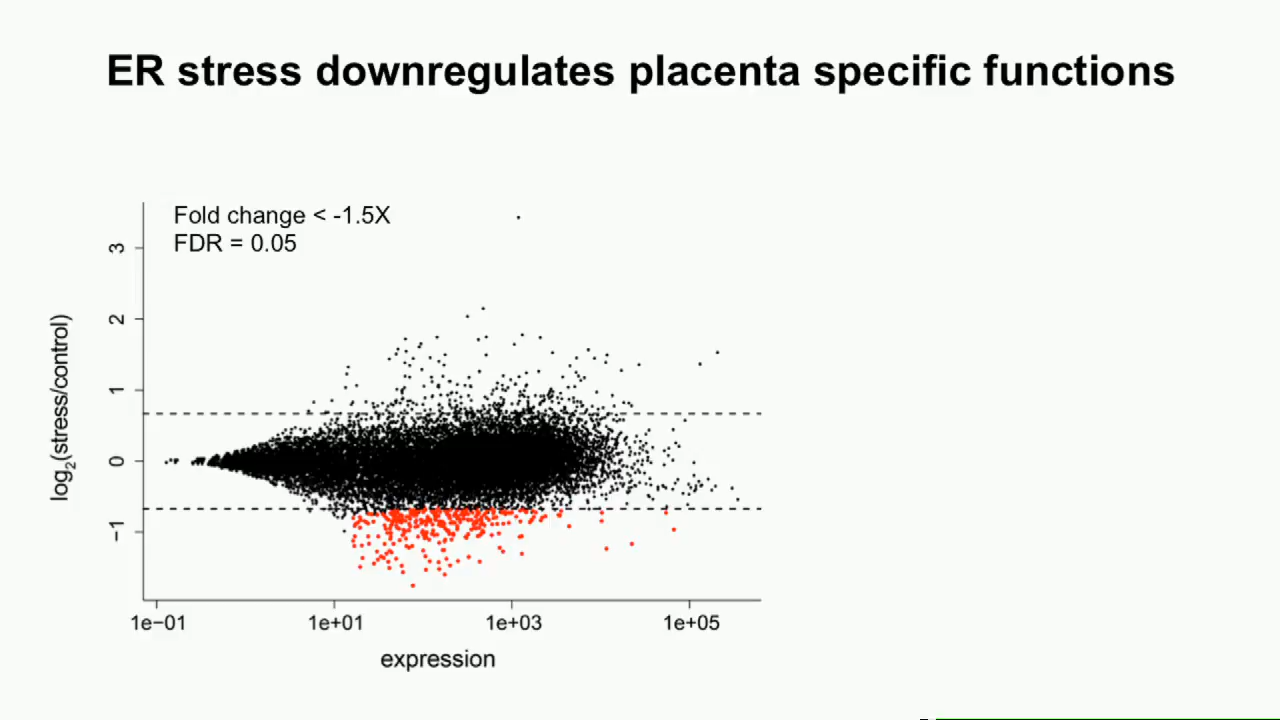 ER stress downregulates placenta specific functions
Fold change < -1.5X
FDR = 0.05
log2(stress/control)
3
2
1
0
−1
1e−01
1e+01
1e+03
1e+05
expression